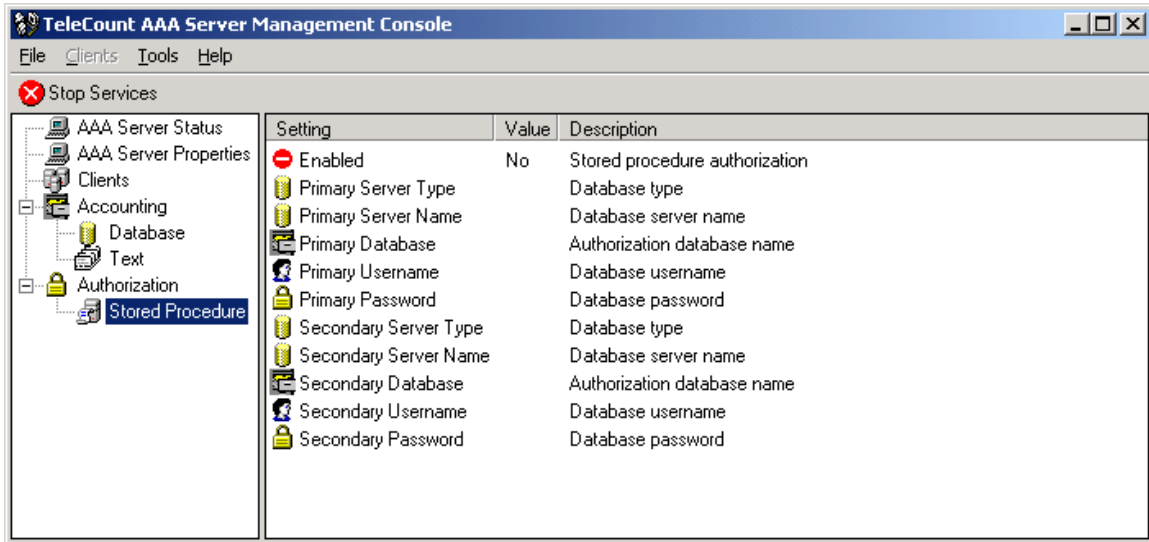 TeleCount AAA Server Management Console
File Clients Tools Help
Stop Services
AAA Server Status
AAA Server Properties
Clients
Accounting
Database
Text
Authorization
Stored Procedure
Setting Value Description
Enabled No Stored procedure authorization
Primary Server Type Database type
Primary Server Name Database server name
Primary Database Authorization database name
Primary Username Database username
Primary Password Database password
Secondary Server Type Database type
Secondary Server Name Database server name
Secondary Database Authorization database name
Secondary Username Database username
Secondary Password Database password